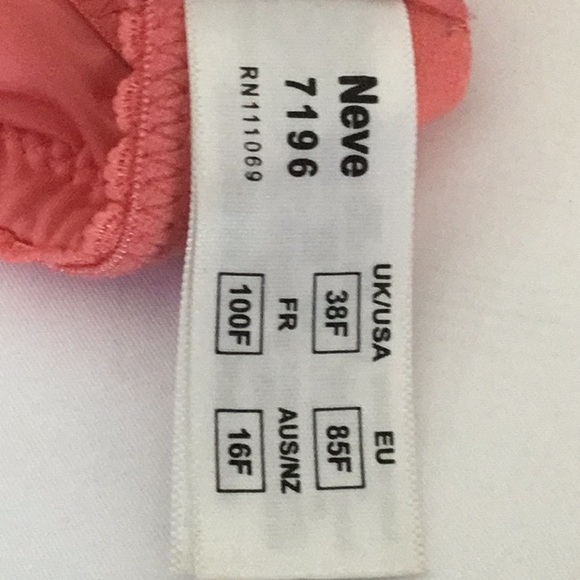 Neve
7196
RN111069
UK/USA EU
38F 85F
FR AUS/NZ
100F 16F